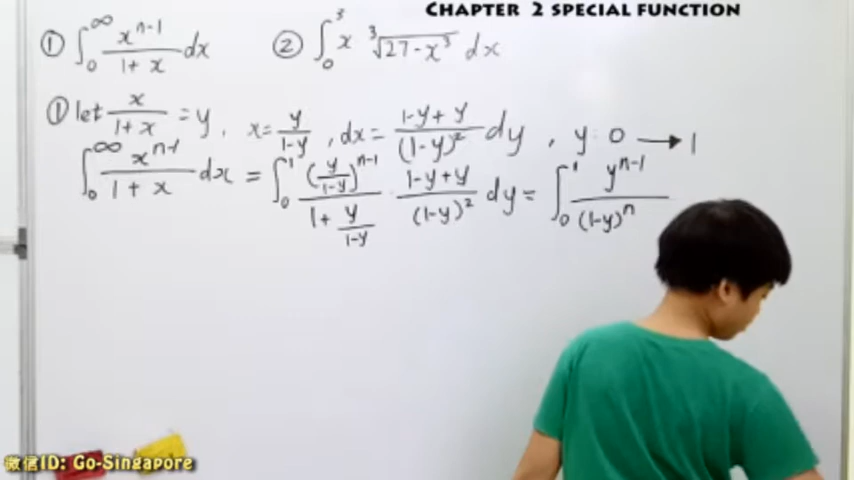 CHAPTER 2 SPECIAL FUNCTION
① ∫₀^∞ x^(n-1)/(1+x) dx ② ∫₀³ x ∛(27-x³) dx
① let x/(1+x) = y, x = y/(1-y), dx = (1-y+y)/(1-y)² dy, y: 0 → 1
∫₀^∞ x^(n-1)/(1+x) dx = ∫₀¹ (y/(1-y))^(n-1)/(1+y/(1-y)) · (1-y+y)/(1-y)² dy = ∫₀¹ y^(n-1)/(1-y)^n
微信ID: Go-Singapore